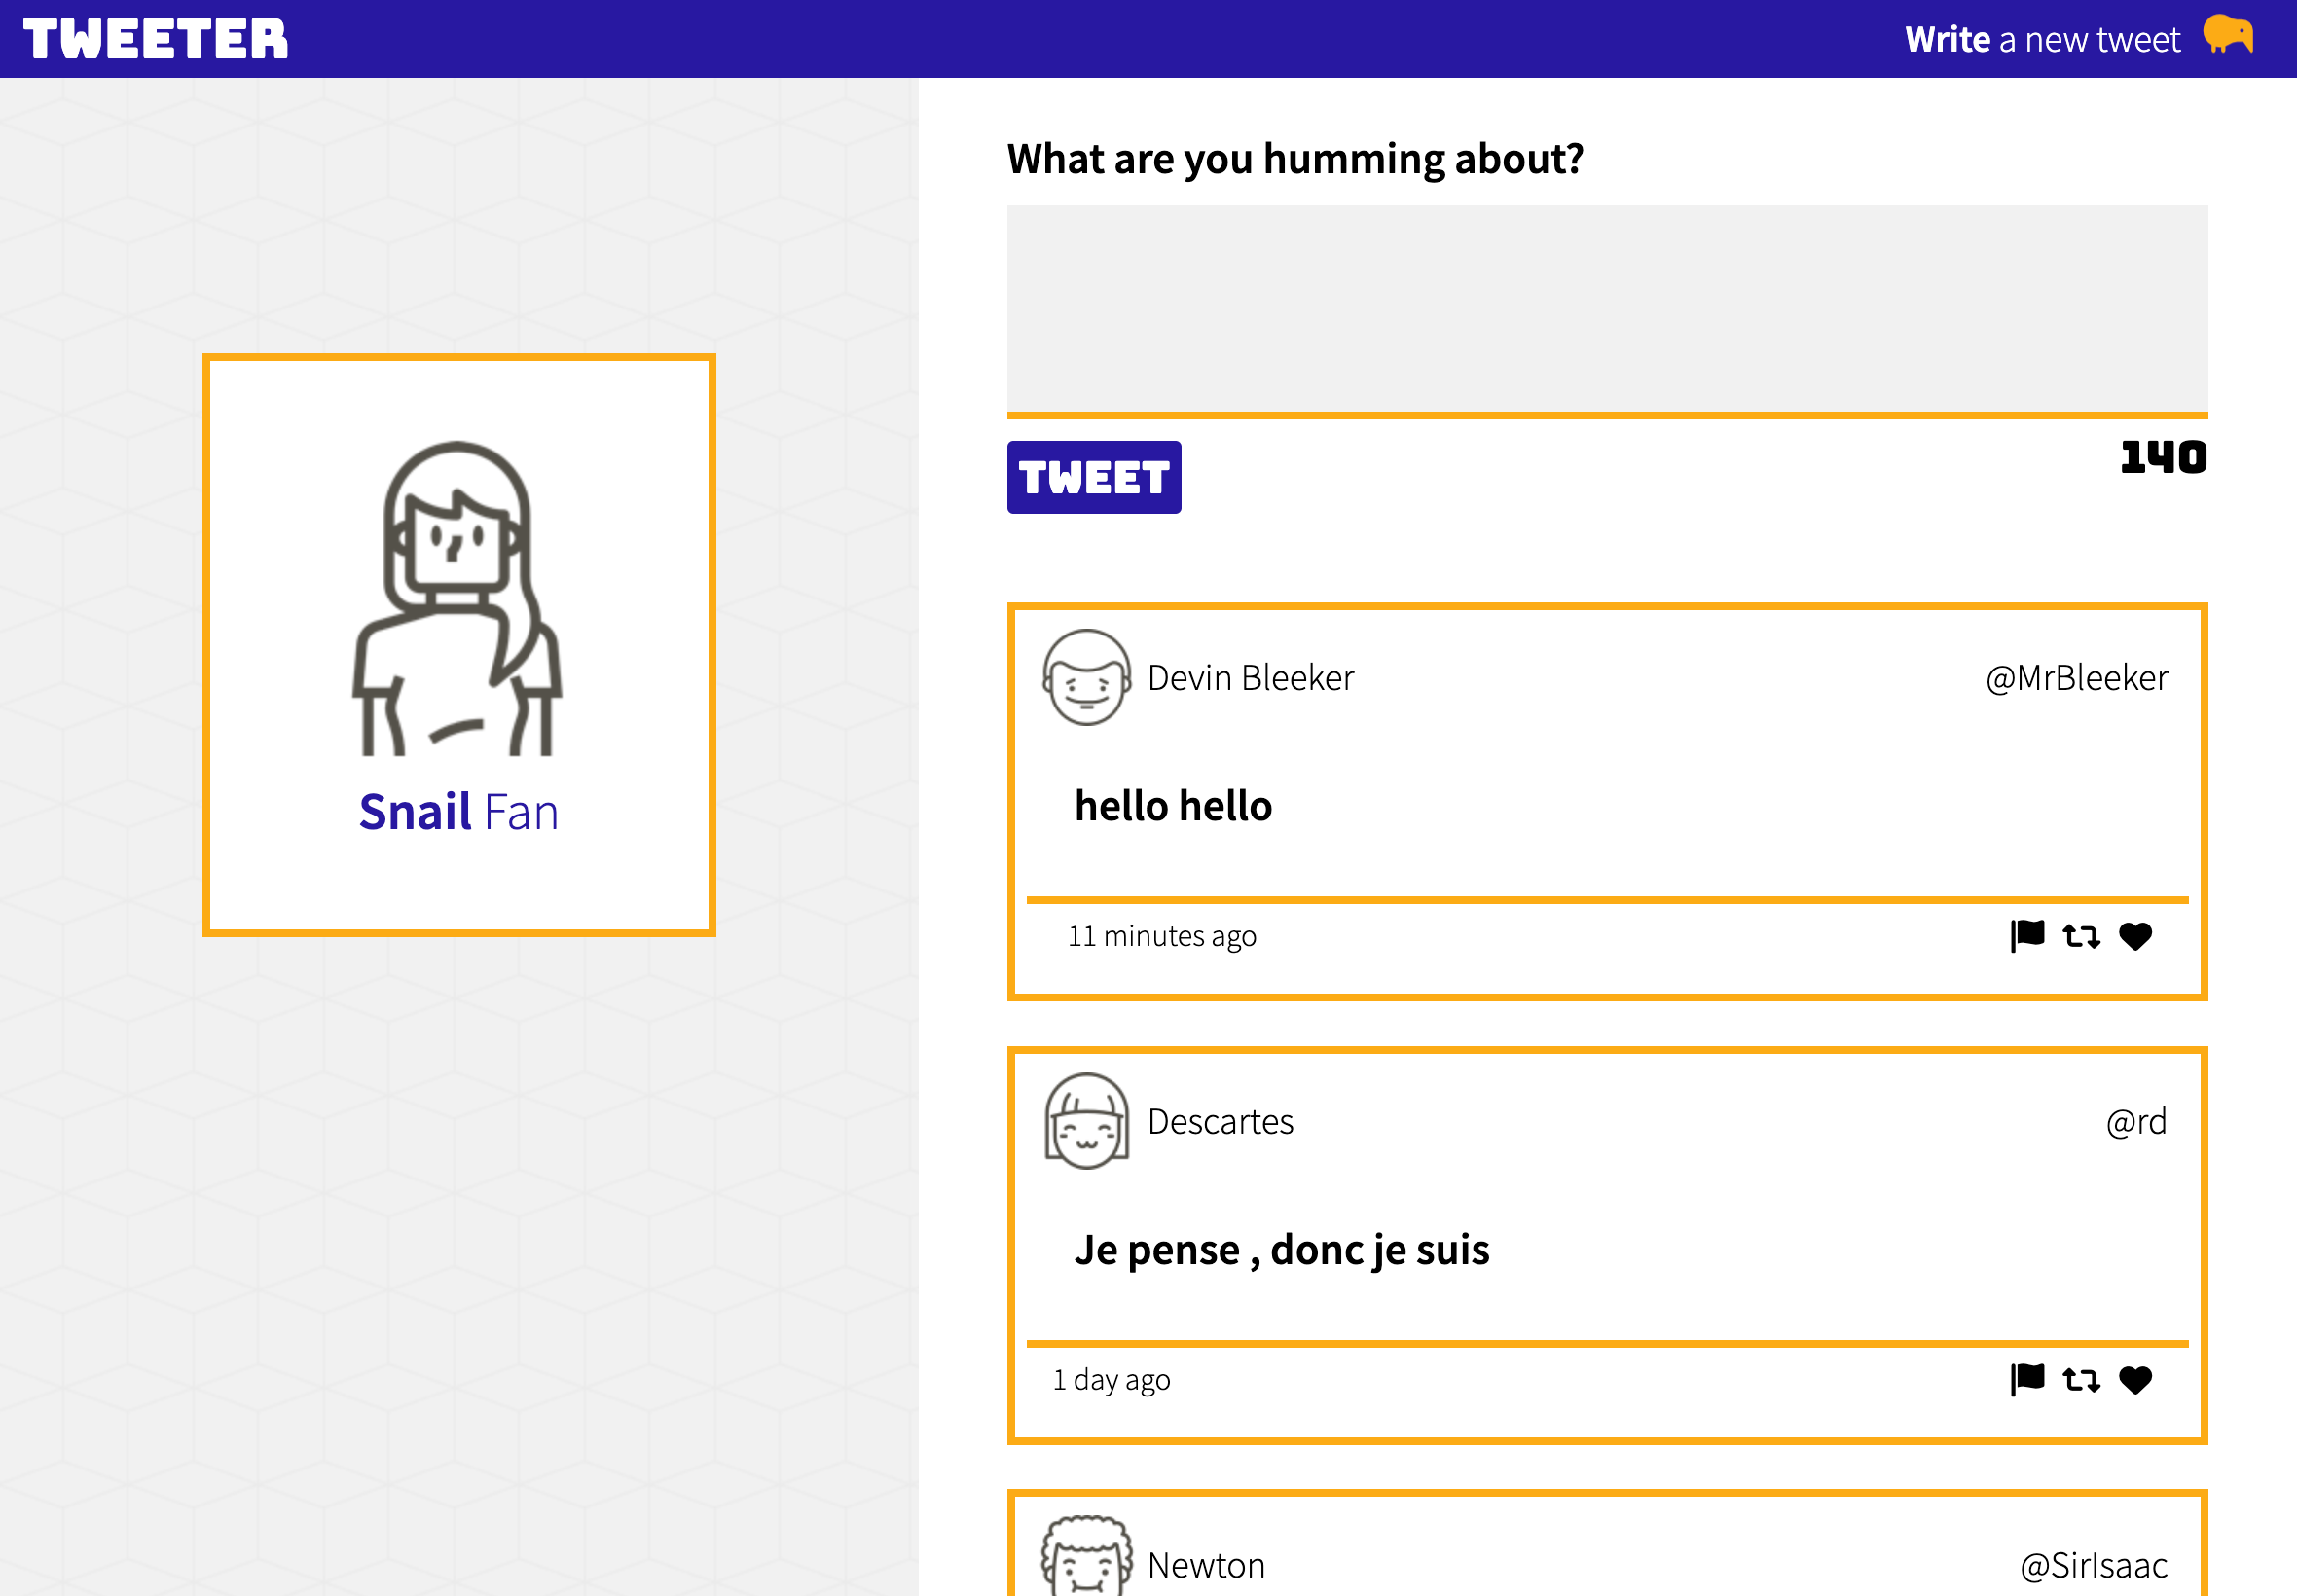 TWEETER
Write a new tweet
Snail Fan
What are you humming about?
TWEET
140
Devin Bleeker
@MrBleeker
hello hello
11 minutes ago
Descartes
@rd
Je pense , donc je suis
1 day ago
Newton
@SirIsaac